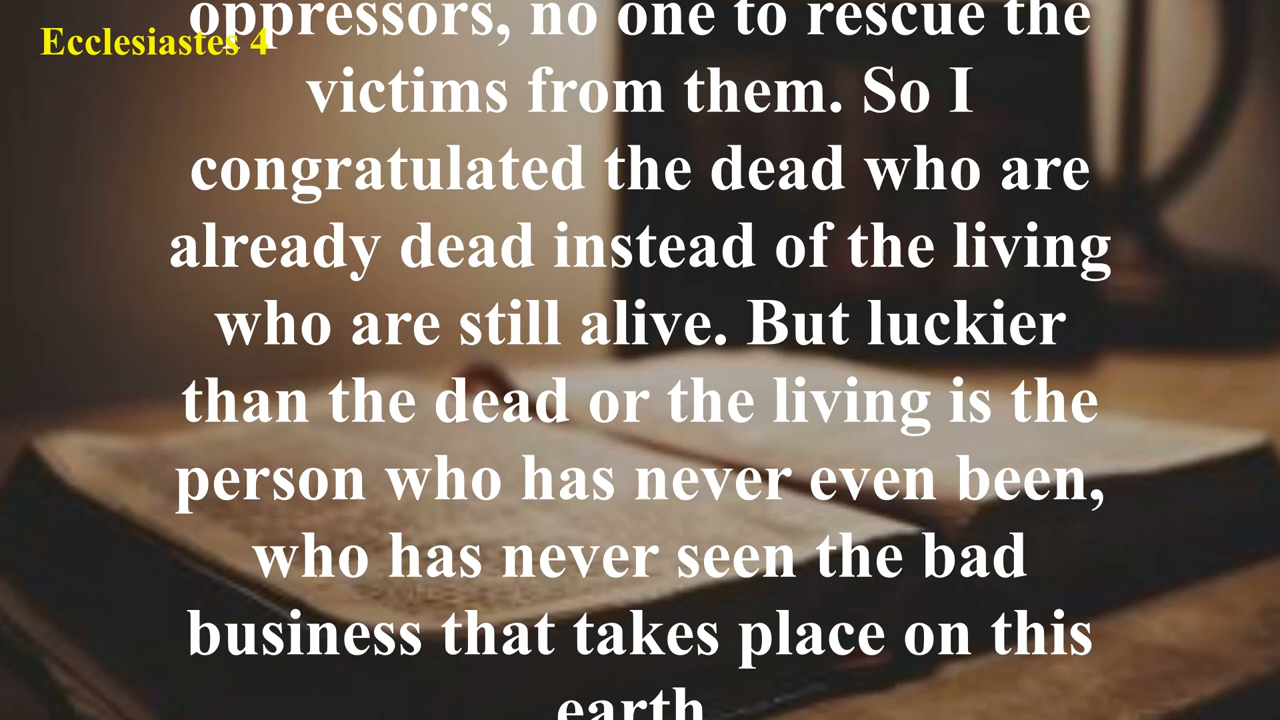 Ecclesiastes 4
oppressors, no one to rescue the
victims from them. So I
congratulated the dead who are
already dead instead of the living
who are still alive. But luckier
than the dead or the living is the
person who has never even been,
who has never seen the bad
business that takes place on this
earth